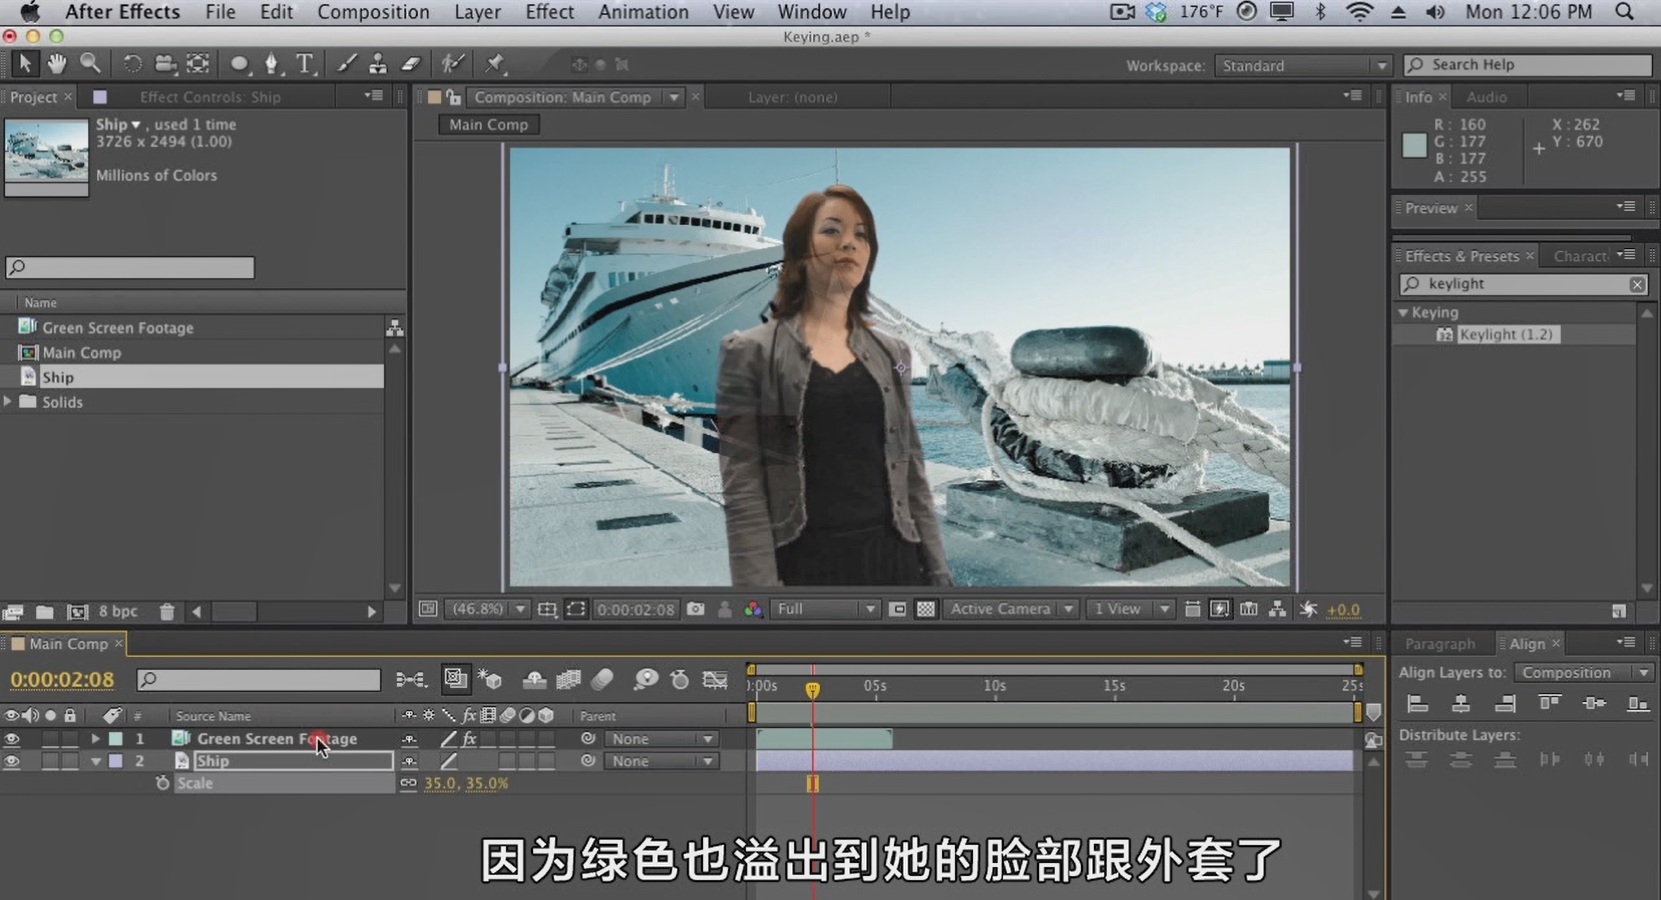 After Effects File Edit Composition Layer Effect Animation View Window Help 176°F Mon 12:06 PM
Keying.aep *
Workspace: Standard Search Help
Project Effect Controls: Ship
Ship , used 1 time
3726 x 2494 (1.00)
Millions of Colors
Name
Green Screen Footage
Main Comp
Ship
Solids
8 bpc
Composition: Main Comp Layer: (none)
Main Comp
(46.8%) 0:00:02:08 Full Active Camera 1 View +0.0
Info Audio
R: 160 X: 262
G: 177 Y: 670
B: 177
A: 255
Preview
Effects & Presets Charact
keylight
Keying
32 Keylight (1.2)
Main Comp
0:00:02:08
):00s 05s 10s 15s 20s 25s
# Source Name fx Parent
1 Green Screen Footage fx None
2 Ship None
Scale 35.0, 35.0%
Paragraph Align
Align Layers to: Composition
Distribute Layers:
因为绿色也溢出到她的脸部跟外套了